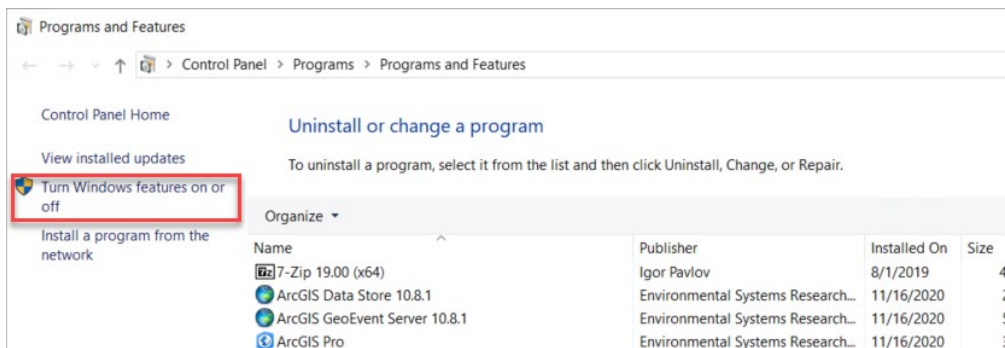 Programs and Features
Control Panel > Programs > Programs and Features
Control Panel Home
Uninstall or change a program
View installed updates
To uninstall a program, select it from the list and then click Uninstall, Change, or Repair.
Turn Windows features on or
off
Organize
Install a program from the
network
Name Publisher Installed On Size
7z 7-Zip 19.00 (x64) Igor Pavlov 8/1/2019
ArcGIS Data Store 10.8.1 Environmental Systems Research... 11/16/2020
ArcGIS GeoEvent Server 10.8.1 Environmental Systems Research... 11/16/2020
ArcGIS Pro Environmental Systems Research... 11/16/2020